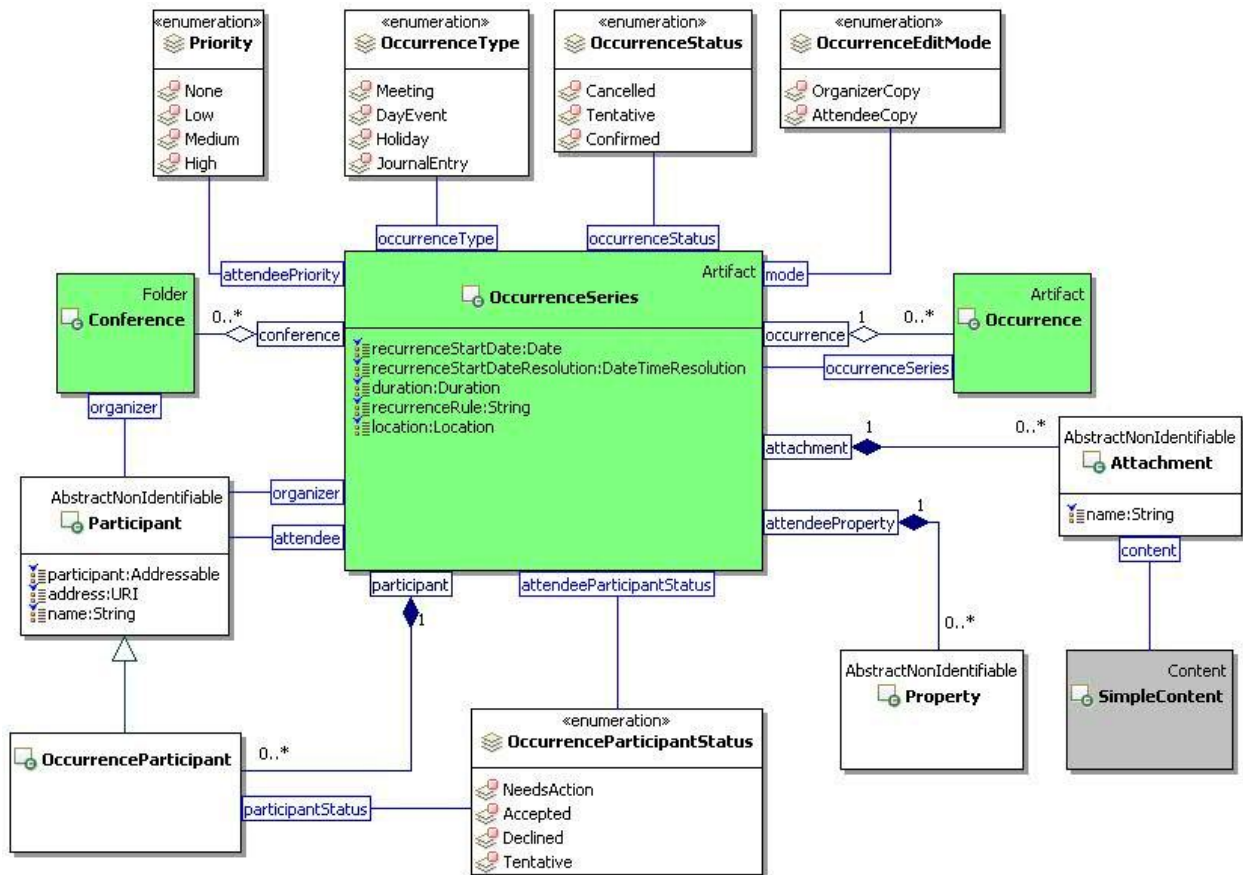 «enumeration»
Priority
None
Low
Medium
High
«enumeration»
OccurrenceType
Meeting
DayEvent
Holiday
JournalEntry
«enumeration»
OccurrenceStatus
Cancelled
Tentative
Confirmed
«enumeration»
OccurrenceEditMode
OrganizerCopy
AttendeeCopy
occurrenceType
occurrenceStatus
attendeePriority
mode
Artifact
OccurrenceSeries
recurrenceStartDate:Date
recurrenceStartDateResolution:DateTimeResolution
duration:Duration
recurrenceRule:String
location:Location
Folder
Conference
0..*
conference
occurrence
1
0..*
occurrenceSeries
Artifact
Occurrence
organizer
organizer
attendee
AbstractNonIdentifiable
Participant
participant:Addressable
address:URI
name:String
attachment
1
0..*
AbstractNonIdentifiable
Attachment
name:String
content
attendeeProperty
1
0..*
participant
1
attendeeParticipantStatus
AbstractNonIdentifiable
Property
Content
SimpleContent
OccurrenceParticipant
0..*
participantStatus
«enumeration»
OccurrenceParticipantStatus
NeedsAction
Accepted
Declined
Tentative